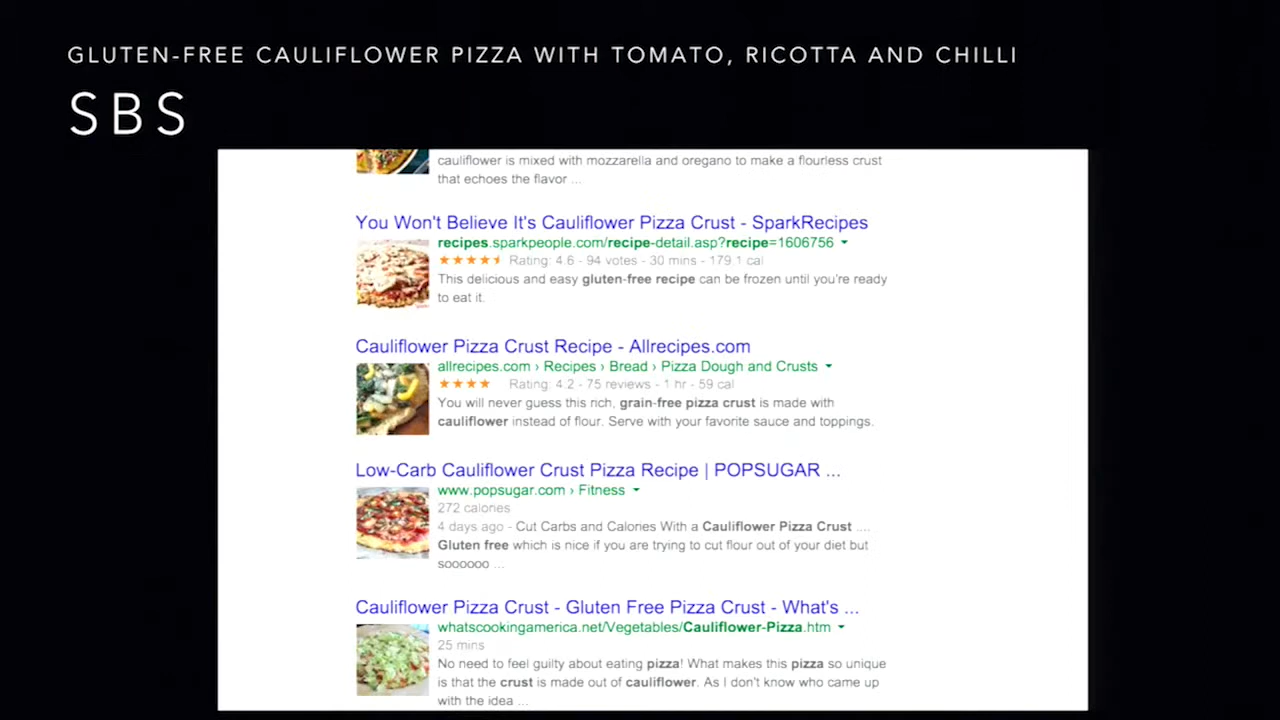 GLUTEN-FREE CAULIFLOWER PIZZA WITH TOMATO, RICOTTA AND CHILLI
SBS
cauliflower is mixed with mozzarella and oregano to make a flourless crust
that echoes the flavor ...
You Won't Believe It's Cauliflower Pizza Crust - SparkRecipes
recipes.sparkpeople.com/recipe-detail.asp?recipe=1606756
Rating: 4.6 - 94 votes - 30 mins - 179.1 cal
This delicious and easy gluten-free recipe can be frozen until you're ready
to eat it.
Cauliflower Pizza Crust Recipe - Allrecipes.com
allrecipes.com › Recipes › Bread › Pizza Dough and Crusts
Rating: 4.2 - 75 reviews - 1 hr - 59 cal
You will never guess this rich, grain-free pizza crust is made with
cauliflower instead of flour. Serve with your favorite sauce and toppings.
Low-Carb Cauliflower Crust Pizza Recipe | POPSUGAR ...
www.popsugar.com › Fitness
272 calories
4 days ago - Cut Carbs and Calories With a Cauliflower Pizza Crust ....
Gluten free which is nice if you are trying to cut flour out of your diet but
soooooo ...
Cauliflower Pizza Crust - Gluten Free Pizza Crust - What's ...
whatscookingamerica.net/Vegetables/Cauliflower-Pizza.htm
25 mins
No need to feel guilty about eating pizza! What makes this pizza so unique
is that the crust is made out of cauliflower. As I don't know who came up
with the idea ...